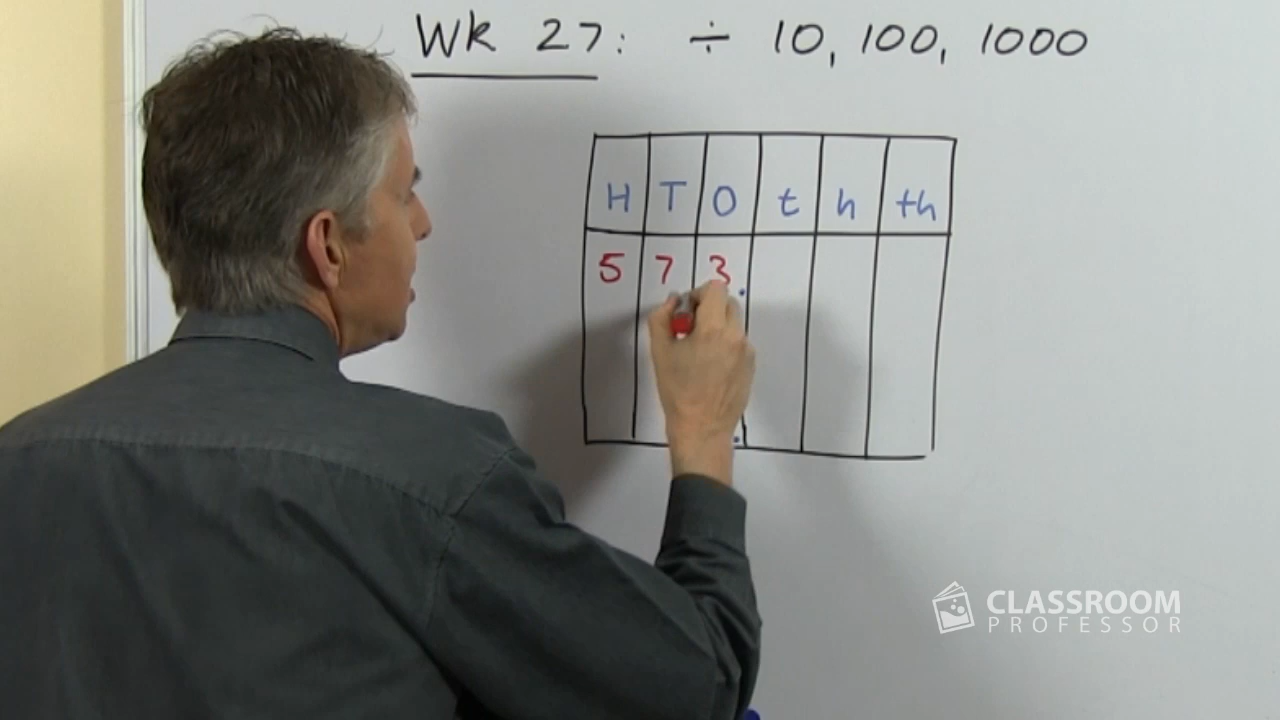 Wk 27: ÷ 10, 100, 1000
H T O t h th
5 7 3
CLASSROOM
PROFESSOR